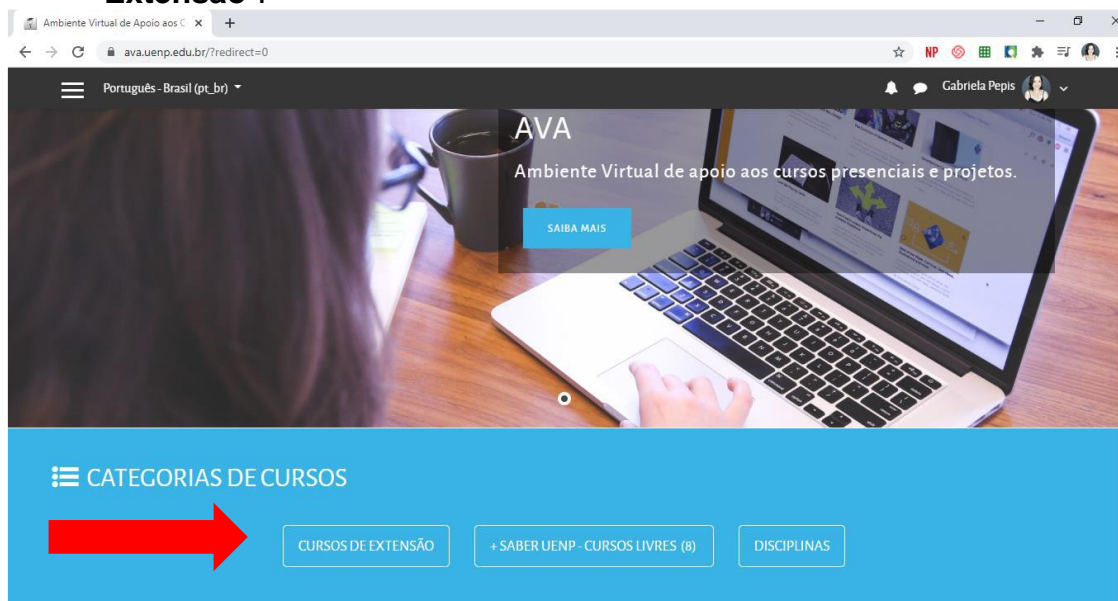 Extensão".
Ambiente Virtual de Apoio aos C
ava.uenp.edu.br/?redirect=0
NP
Português - Brasil (pt_br)
Gabriela Pepis
AVA
Ambiente Virtual de apoio aos cursos presenciais e projetos.
SAIBA MAIS
CATEGORIAS DE CURSOS
CURSOS DE EXTENSÃO
+ SABER UENP - CURSOS LIVRES (8)
DISCIPLINAS